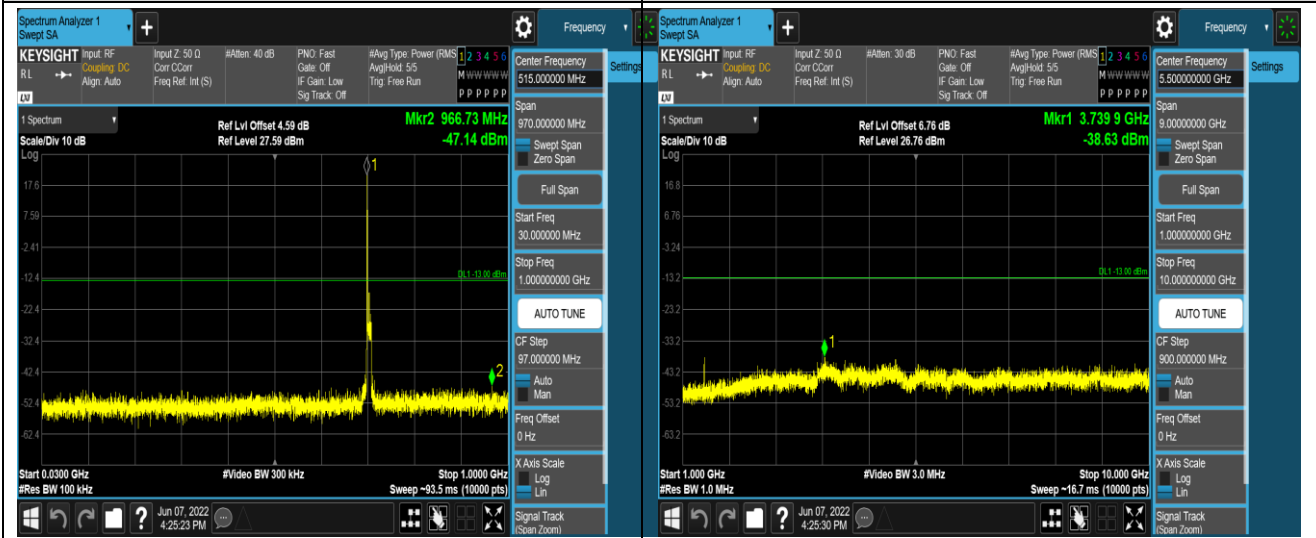 Spectrum Analyzer 1
Swept SA
Frequency
KEYSIGHT
RL
LXI
Input: RF
Coupling: DC
Align: Auto
Input Z: 50 Ω
Corr CCorr
Freq Ref: Int (S)
#Atten: 40 dB
PNO: Fast
Gate: Off
IF Gain: Low
Sig Track: Off
#Avg Type: Power (RMS
Avg|Hold: 5/5
Trig: Free Run
1 2 3 4 5 6
M W W W W W
P P P P P P
1 Spectrum
Scale/Div 10 dB
Log
Ref Lvl Offset 4.59 dB
Ref Level 27.59 dBm
Mkr2 966.73 MHz
-47.14 dBm
1
17.6
7.59
-2.41
-12.4
DL1 -13.00 dBm
-22.4
-32.4
-42.4
2
-52.4
-62.4
Start 0.0300 GHz
#Res BW 100 kHz
#Video BW 300 kHz
Stop 1.0000 GHz
Sweep ~93.5 ms (10000 pts)
Jun 07, 2022
4:25:23 PM
Center Frequency
515.000000 MHz
Settings
Span
970.000000 MHz
Swept Span
Zero Span
Full Span
Start Freq
30.000000 MHz
Stop Freq
1.000000000 GHz
AUTO TUNE
CF Step
97.000000 MHz
Auto
Man
Freq Offset
0 Hz
X Axis Scale
Log
Lin
Signal Track
(Span Zoom)
Spectrum Analyzer 1
Swept SA
Frequency
KEYSIGHT
RL
LXI
Input: RF
Coupling: DC
Align: Auto
Input Z: 50 Ω
Corr CCorr
Freq Ref: Int (S)
#Atten: 30 dB
PNO: Fast
Gate: Off
IF Gain: Low
Sig Track: Off
#Avg Type: Power (RMS
Avg|Hold: 5/5
Trig: Free Run
1 2 3 4 5 6
M W W W W W
P P P P P P
1 Spectrum
Scale/Div 10 dB
Log
Ref Lvl Offset 6.76 dB
Ref Level 26.76 dBm
Mkr1 3.739 9 GHz
-38.63 dBm
16.8
6.76
-3.24
-13.2
DL1 -13.00 dBm
-23.2
-33.2
1
-43.2
-53.2
-63.2
Start 1.000 GHz
#Res BW 1.0 MHz
#Video BW 3.0 MHz
Stop 10.000 GHz
Sweep ~16.7 ms (10000 pts)
Jun 07, 2022
4:25:30 PM
Center Frequency
5.500000000 GHz
Settings
Span
9.00000000 GHz
Swept Span
Zero Span
Full Span
Start Freq
1.000000000 GHz
Stop Freq
10.000000000 GHz
AUTO TUNE
CF Step
900.000000 MHz
Auto
Man
Freq Offset
0 Hz
X Axis Scale
Log
Lin
Signal Track
(Span Zoom)